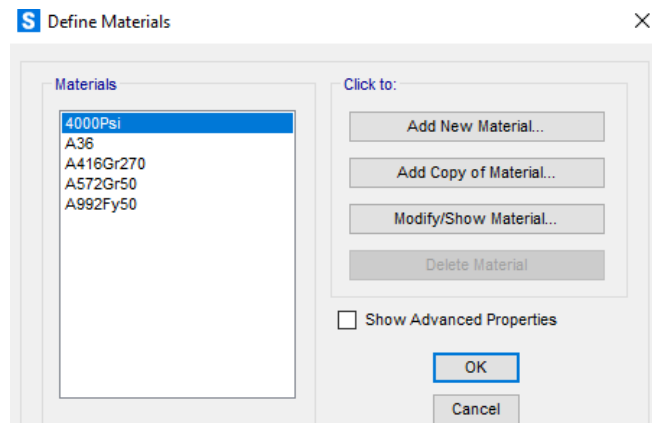 S Define Materials
Materials
4000Psi
A36
A416Gr270
A572Gr50
A992Fy50
Click to:
Add New Material...
Add Copy of Material...
Modify/Show Material...
Delete Material
Show Advanced Properties
OK
Cancel